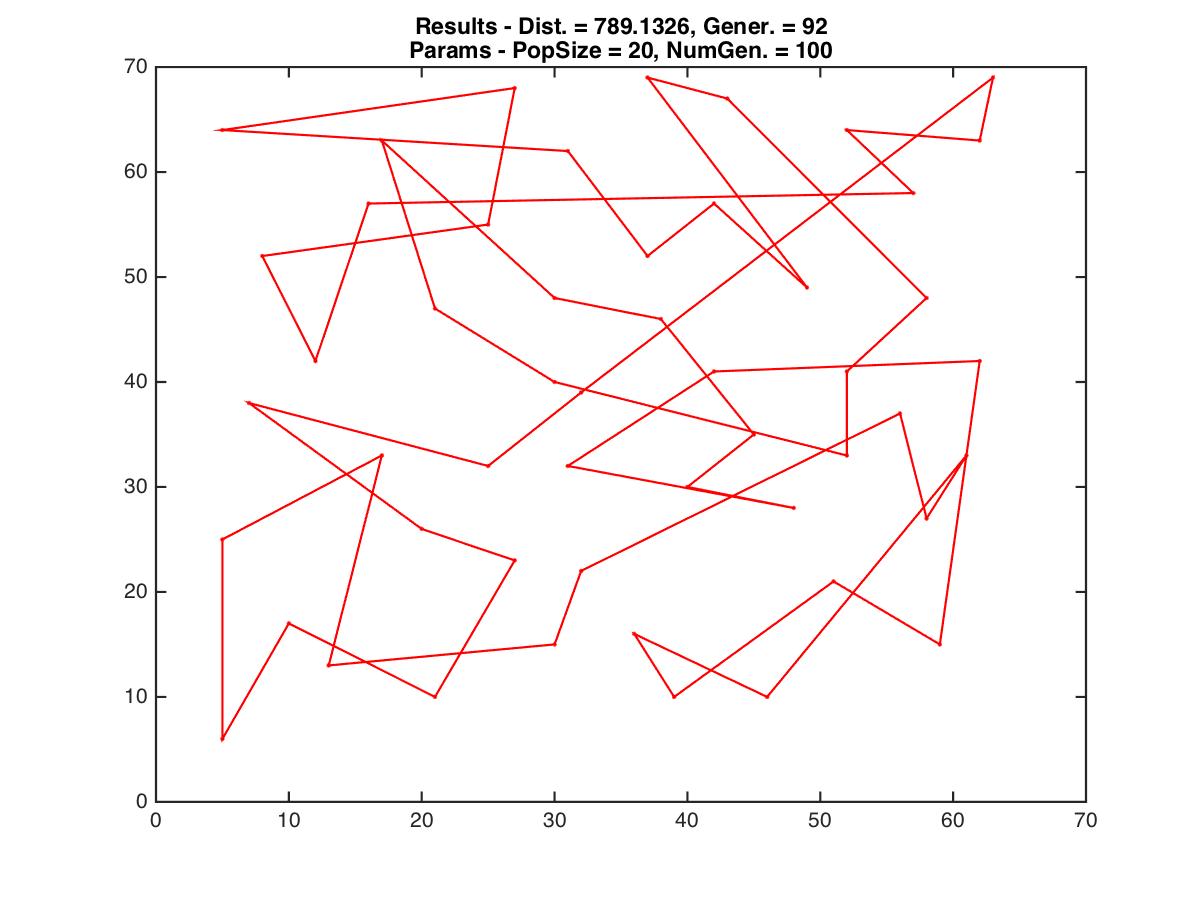 Results - Dist. = 789.1326, Gener. = 92
Params - PopSize = 20, NumGen. = 100
70
60
50
40
30
20
10
0
0 10 20 30 40 50 60 70